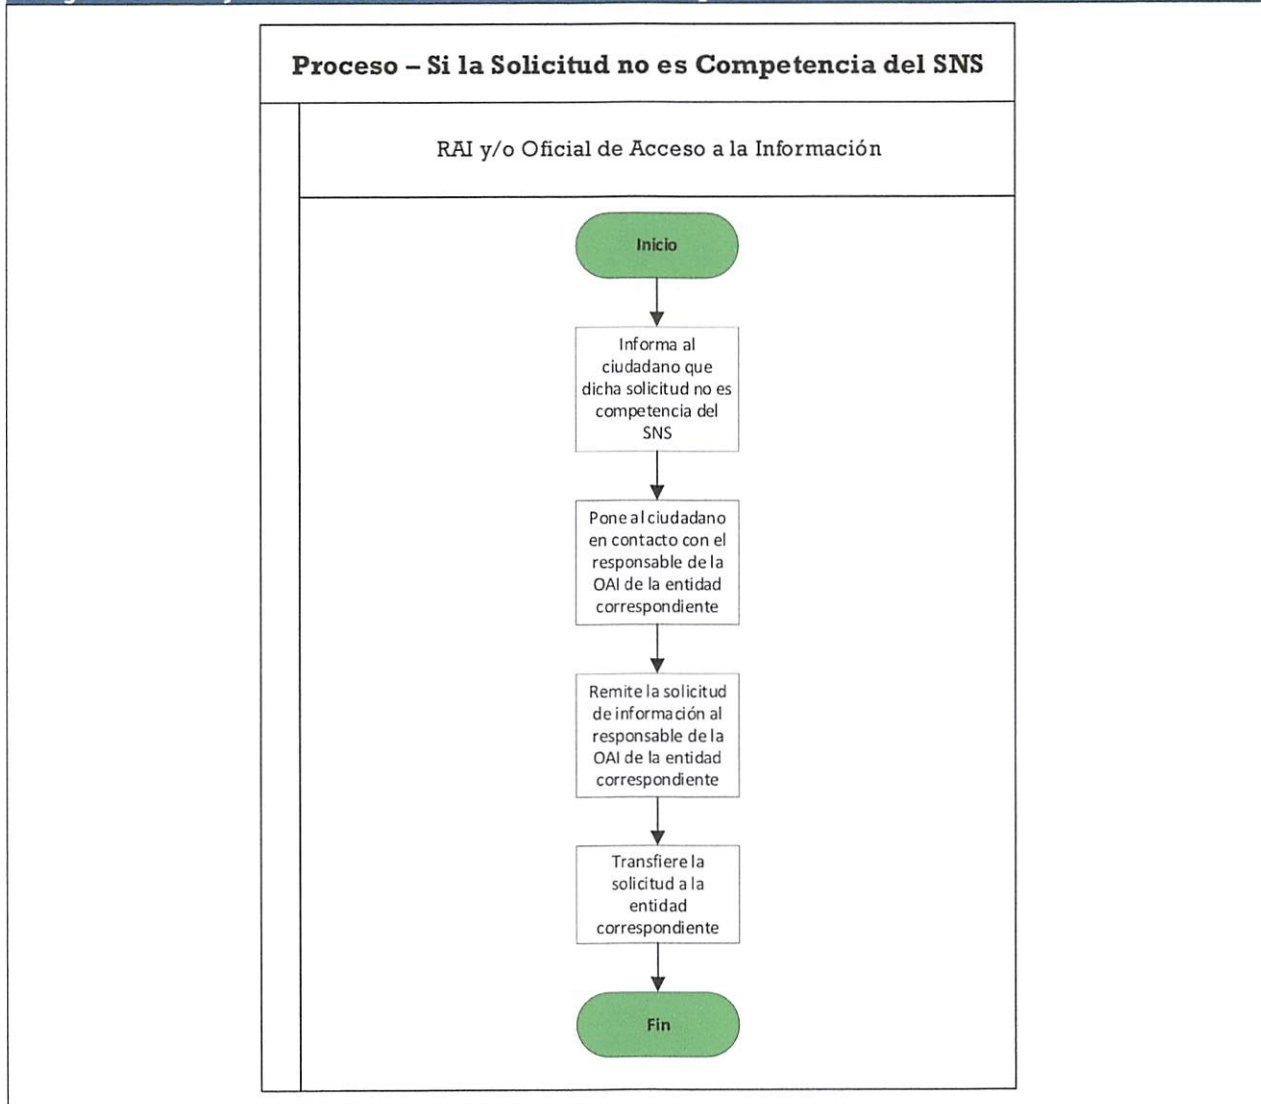 Proceso – Si la Solicitud no es Competencia del SNS
RAI y/o Oficial de Acceso a la Información
Inicio
Informa al
ciudadano que
dicha solicitud no es
competencia del
SNS
Pone al ciudadano
en contacto con el
responsable de la
OAI de la entidad
correspondiente
Remite la solicitud
de información al
responsable de la
OAI de la entidad
correspondiente
Transfiere la
solicitud a la
entidad
correspondiente
Fin